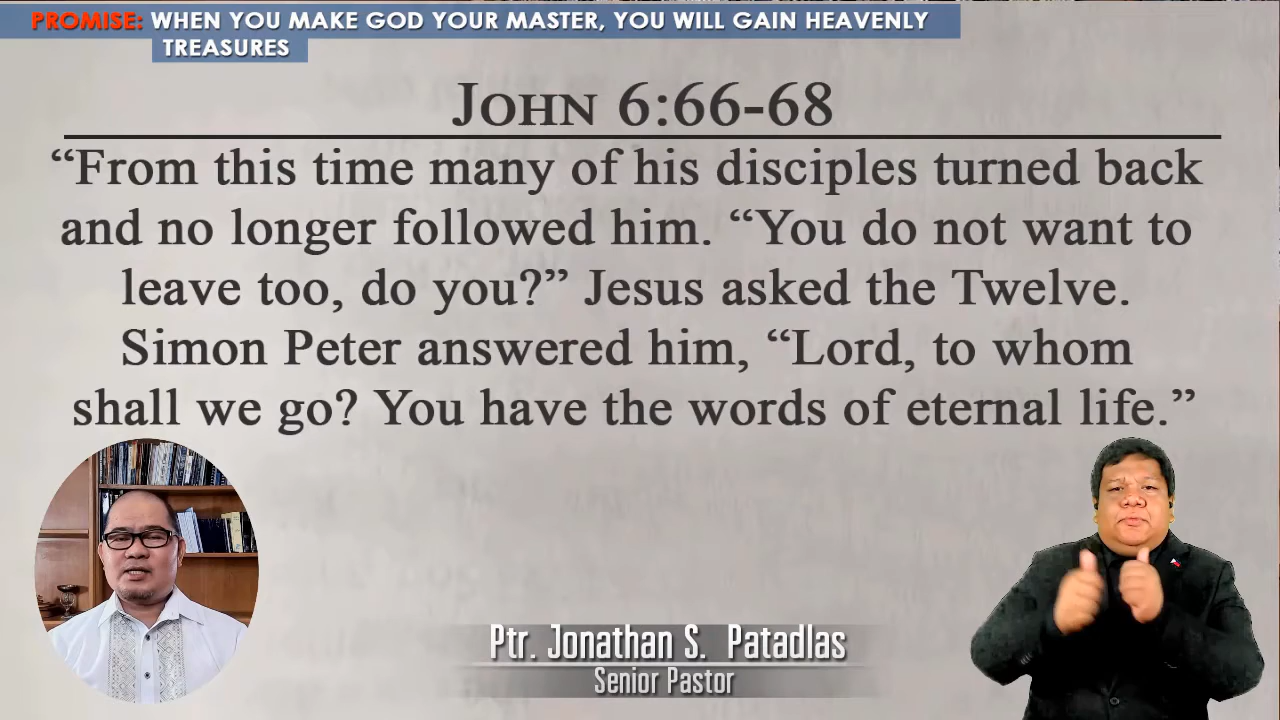 PROMISE: WHEN YOU MAKE GOD YOUR MASTER, YOU WILL GAIN HEAVENLY
TREASURES
JOHN 6:66-68
“From this time many of his disciples turned back
and no longer followed him. “You do not want to
leave too, do you?” Jesus asked the Twelve.
Simon Peter answered him, “Lord, to whom
shall we go? You have the words of eternal life.”
Ptr. Jonathan S. Patadlas
Senior Pastor